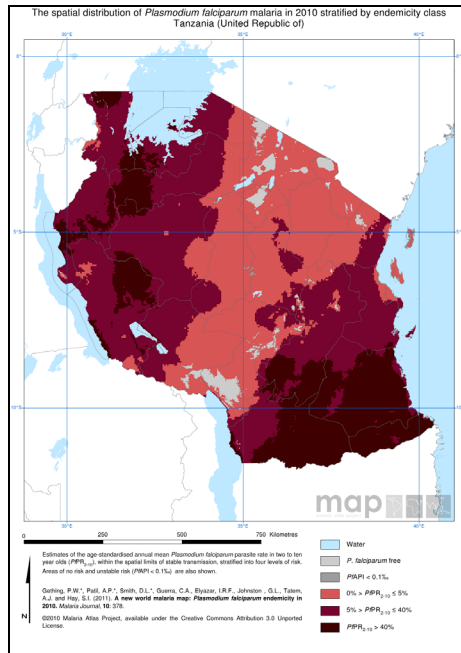 The spatial distribution of Plasmodium falciparum malaria in 2010 stratified by endemicity class
Tanzania (United Republic of)
35°E
35°E
40°E
0°
0°
5°S
5°S
10°S
10°S
map
35°E
35°E
40°E
0
250
500
750 Kilometres
Estimates of the age-standardised annual mean Plasmodium parasite rate in two to ten
year olds (PfPR2-10), within the spatial limits of stable transmission, stratified into four levels of risk.
Areas of no risk and unstable risk (PfAPI < 0.1‰) are also shown.
Gething, P.W.*, Patil, A.P.*, Smith, D.L.*, Guerra, C.A., Elyazar, I.R.F., Johnston , G.L., Tatem,
A.J. and Hay, S.I. (2011). A new world malaria map: Plasmodium falciparum endemicity in
2010. Malaria Journal, 10: 378.
©2010 Malaria Atlas Project, available under the Creative Commons Attribution 3.0 Unported
License.
N
Water
P. falciparum free
PfAPI < 0.1‰
0% > PfPR2-10 ≤ 5%
5% > PfPR2-10 ≤ 40%
PfPR2-10 > 40%